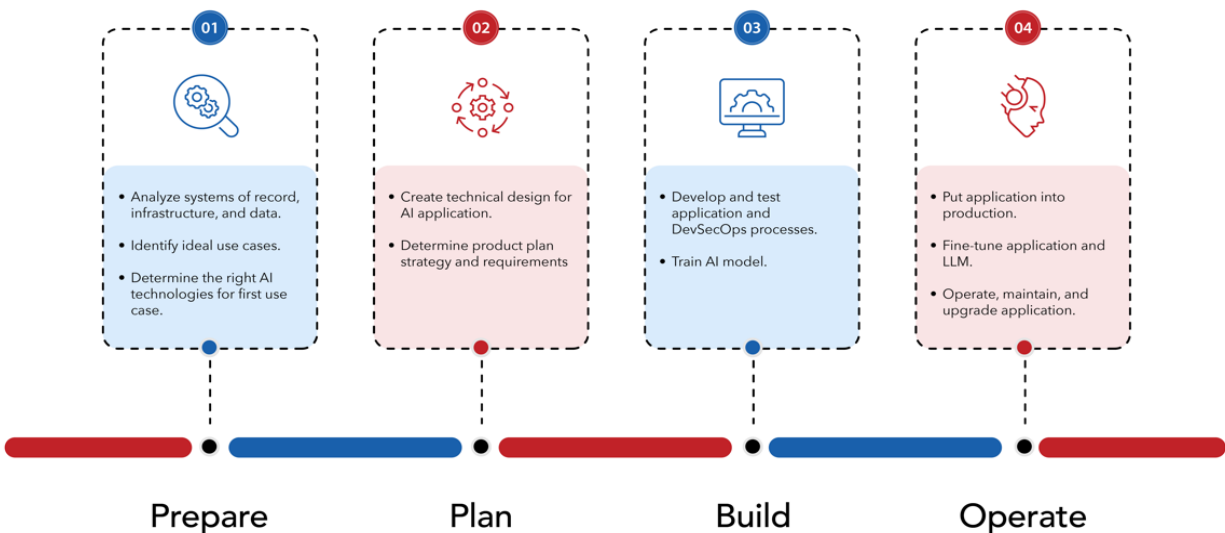 01
• Analyze systems of record,
infrastructure, and data.
• Identify ideal use cases.
• Determine the right AI
technologies for first use
case.
Prepare
02
• Create technical design for
AI application.
• Determine product plan
strategy and requirements
Plan
03
• Develop and test
application and
DevSecOps processes.
• Train AI model.
Build
04
• Put application into
production.
• Fine-tune application and
LLM.
• Operate, maintain, and
upgrade application.
Operate